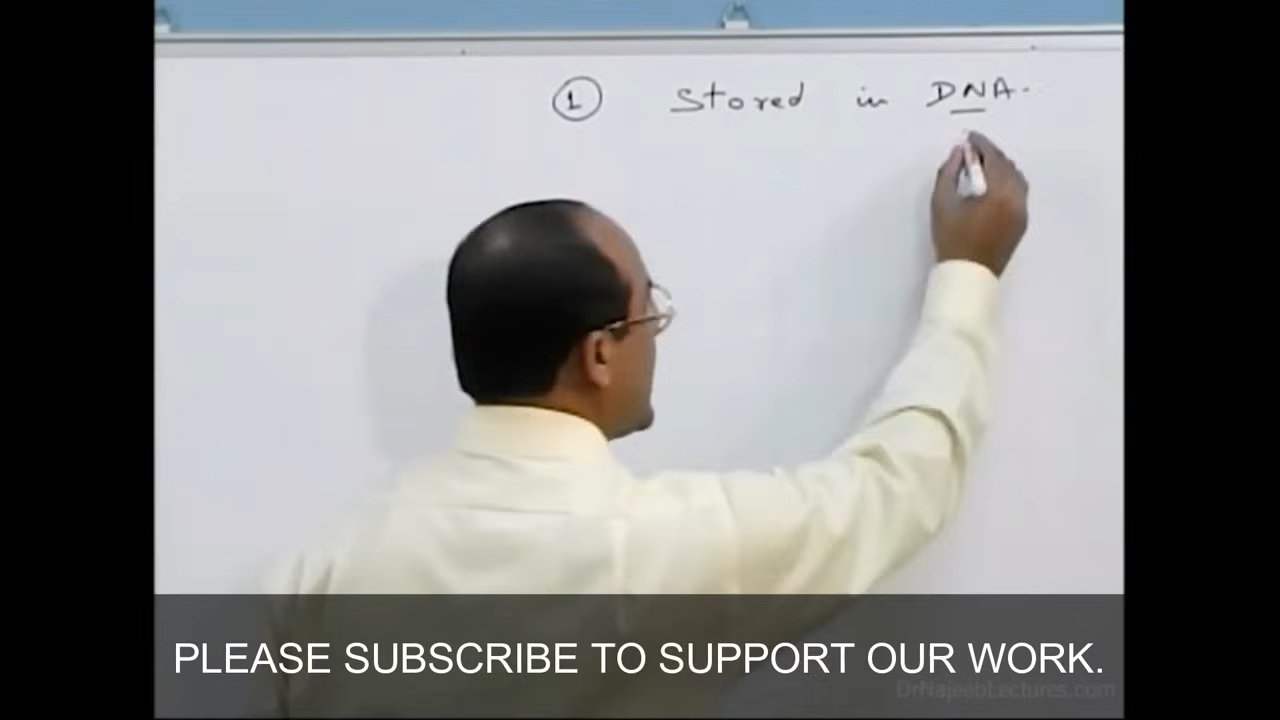 ① Stored in DNA.
PLEASE SUBSCRIBE TO SUPPORT OUR WORK.
DrNajeebLectures.com